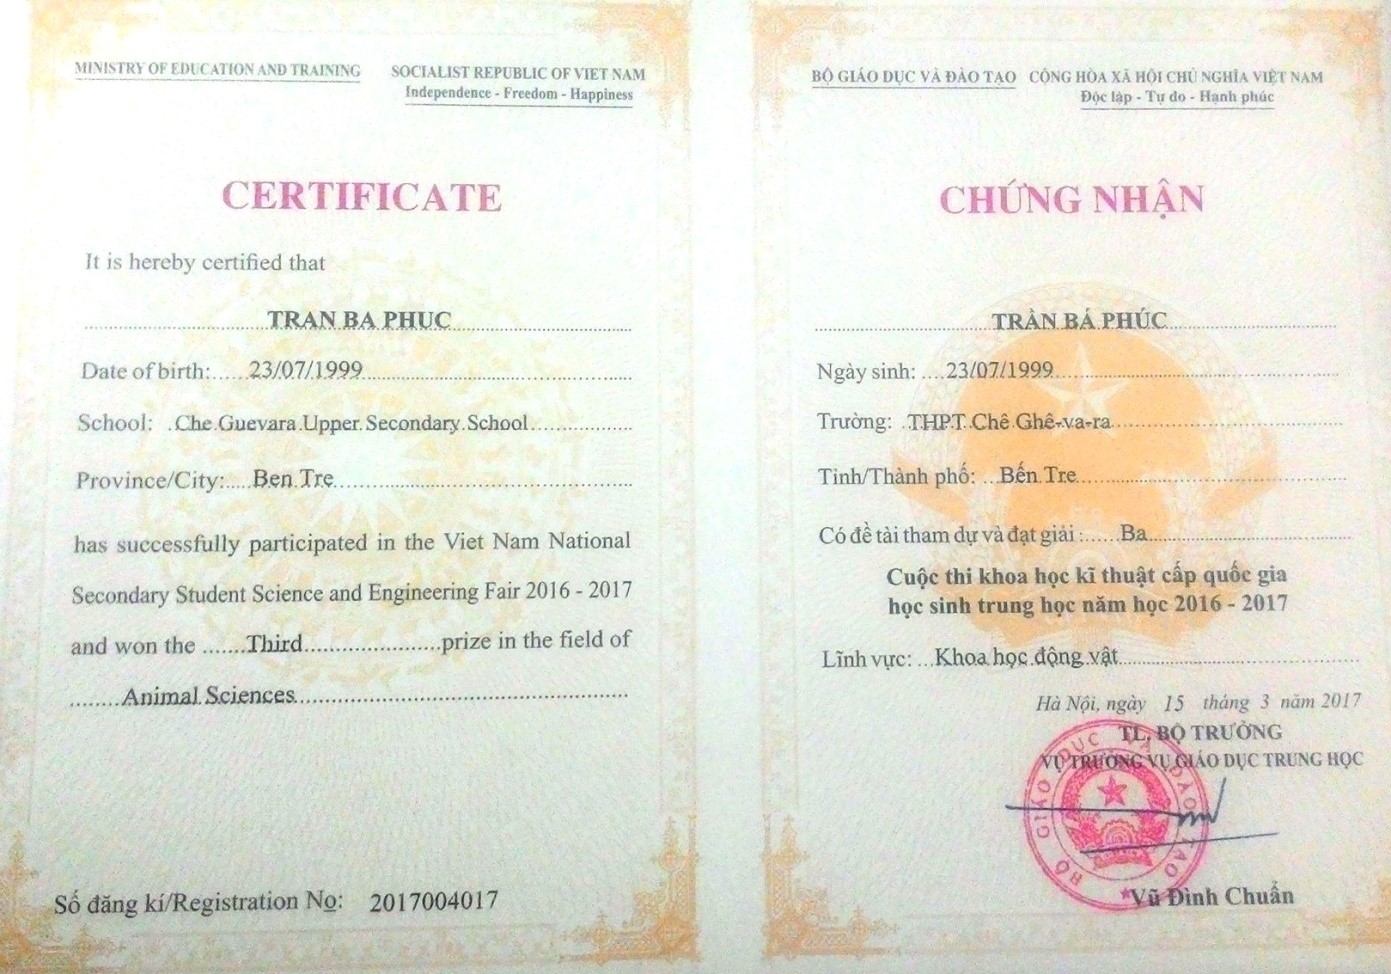 MINISTRY OF EDUCATION AND TRAINING
SOCIALIST REPUBLIC OF VIET NAM
Independence - Freedom - Happiness
CERTIFICATE
It is hereby certified that
TRAN BA PHUC
Date of birth: 23/07/1999
School: Che Guevara Upper Secondary School
Province/City: Ben Tre
has successfully participated in the Viet Nam National
Secondary Student Science and Engineering Fair 2016 - 2017
and won the Third prize in the field of
Animal Sciences
Số đăng kí/Registration No: 2017004017
BỘ GIÁO DỤC VÀ ĐÀO TẠO
CỘNG HÒA XÃ HỘI CHỦ NGHĨA VIỆT NAM
Độc lập - Tự do - Hạnh phúc
CHỨNG NHẬN
TRẦN BÁ PHÚC
Ngày sinh: 23/07/1999
Trường: THPT Chê Ghê-va-ra
Tỉnh/Thành phố: Bến Tre
Có đề tài tham dự và đạt giải : Ba
Cuộc thi khoa học kĩ thuật cấp quốc gia
học sinh trung học năm học 2016 - 2017
Lĩnh vực: Khoa học động vật
Hà Nội, ngày 15 tháng 3 năm 2017
TL. BỘ TRƯỞNG
VỤ TRƯỞNG VỤ GIÁO DỤC TRUNG HỌC
BỘ GIÁO DỤC VÀ ĐÀO TẠO
Vũ Đình Chuẩn